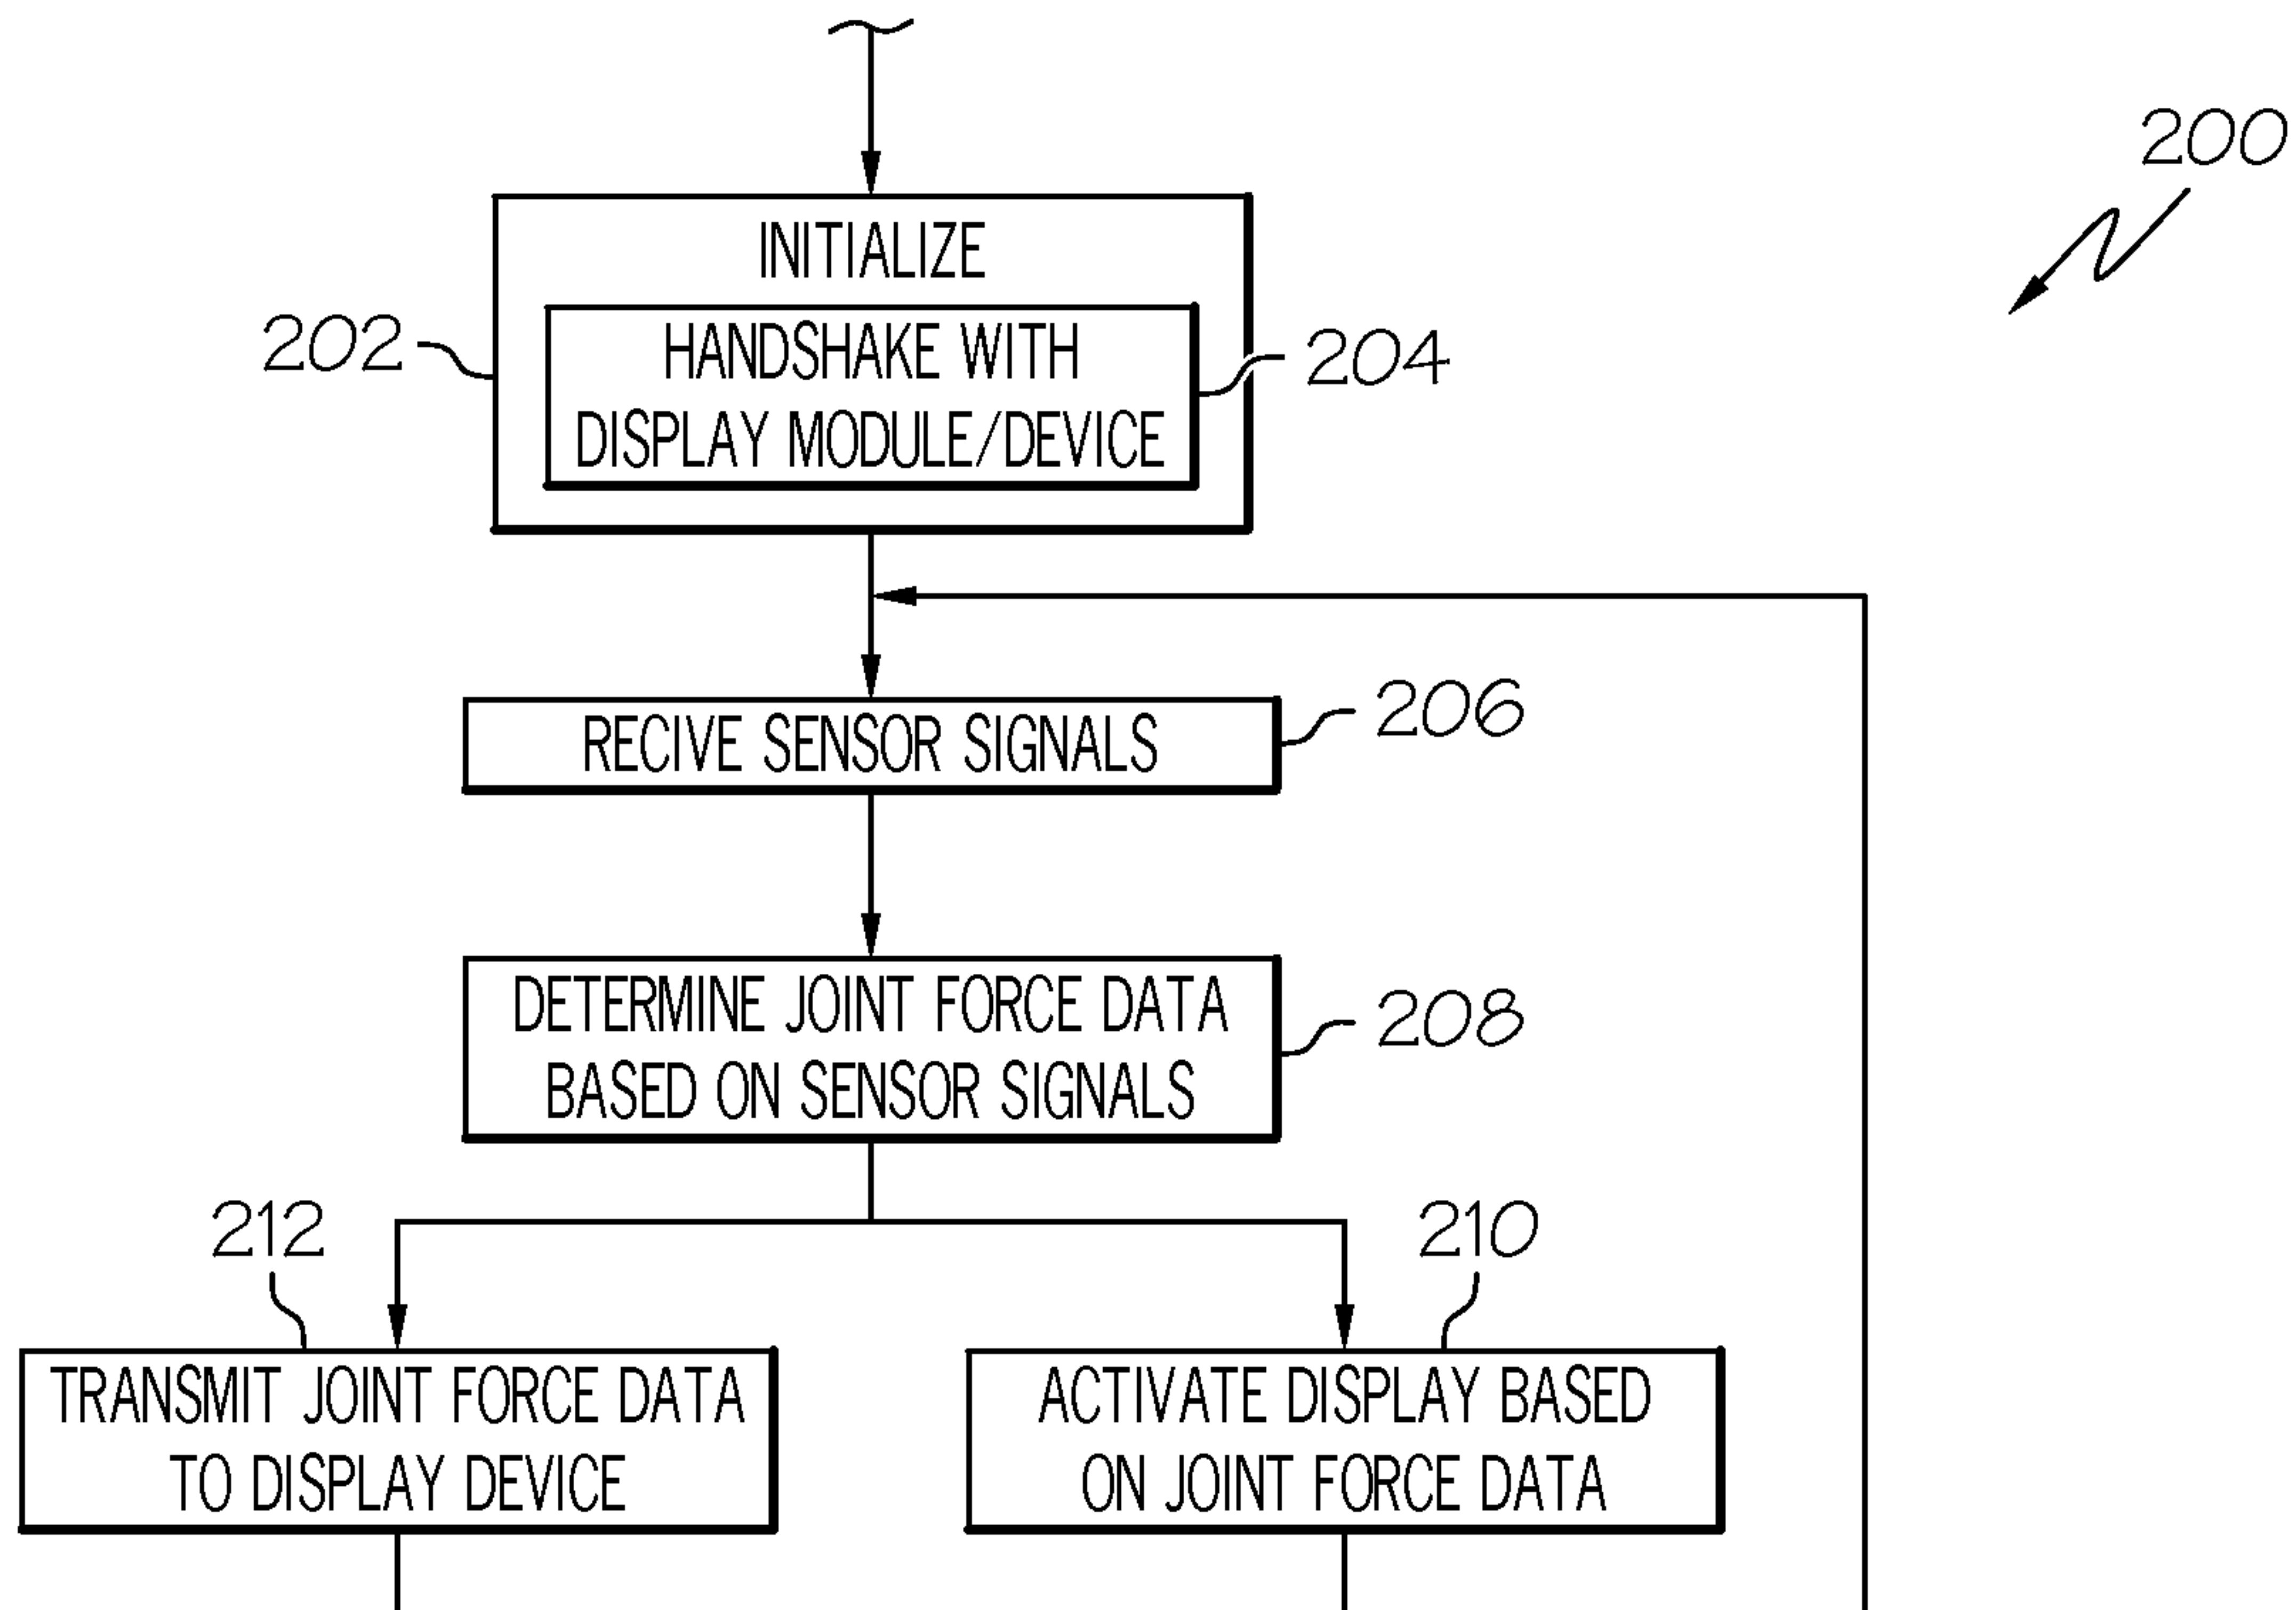 200
INITIALIZE
202
HANDSHAKE WITH
DISPLAY MODULE/DEVICE
204
RECIVE SENSOR SIGNALS
206
DETERMINE JOINT FORCE DATA
BASED ON SENSOR SIGNALS
208
212
210
TRANSMIT JOINT FORCE DATA
TO DISPLAY DEVICE
ACTIVATE DISPLAY BASED
ON JOINT FORCE DATA